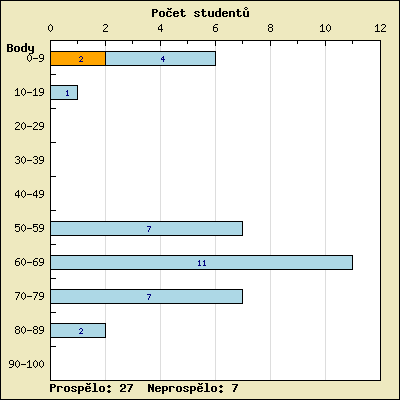 Počet studentů
0 2 4 6 8 10 12
Body
0-9 2 4
10-19 1
20-29
30-39
40-49
50-59 7
60-69 11
70-79 7
80-89 2
90-100
Prospělo: 27 Neprospělo: 7